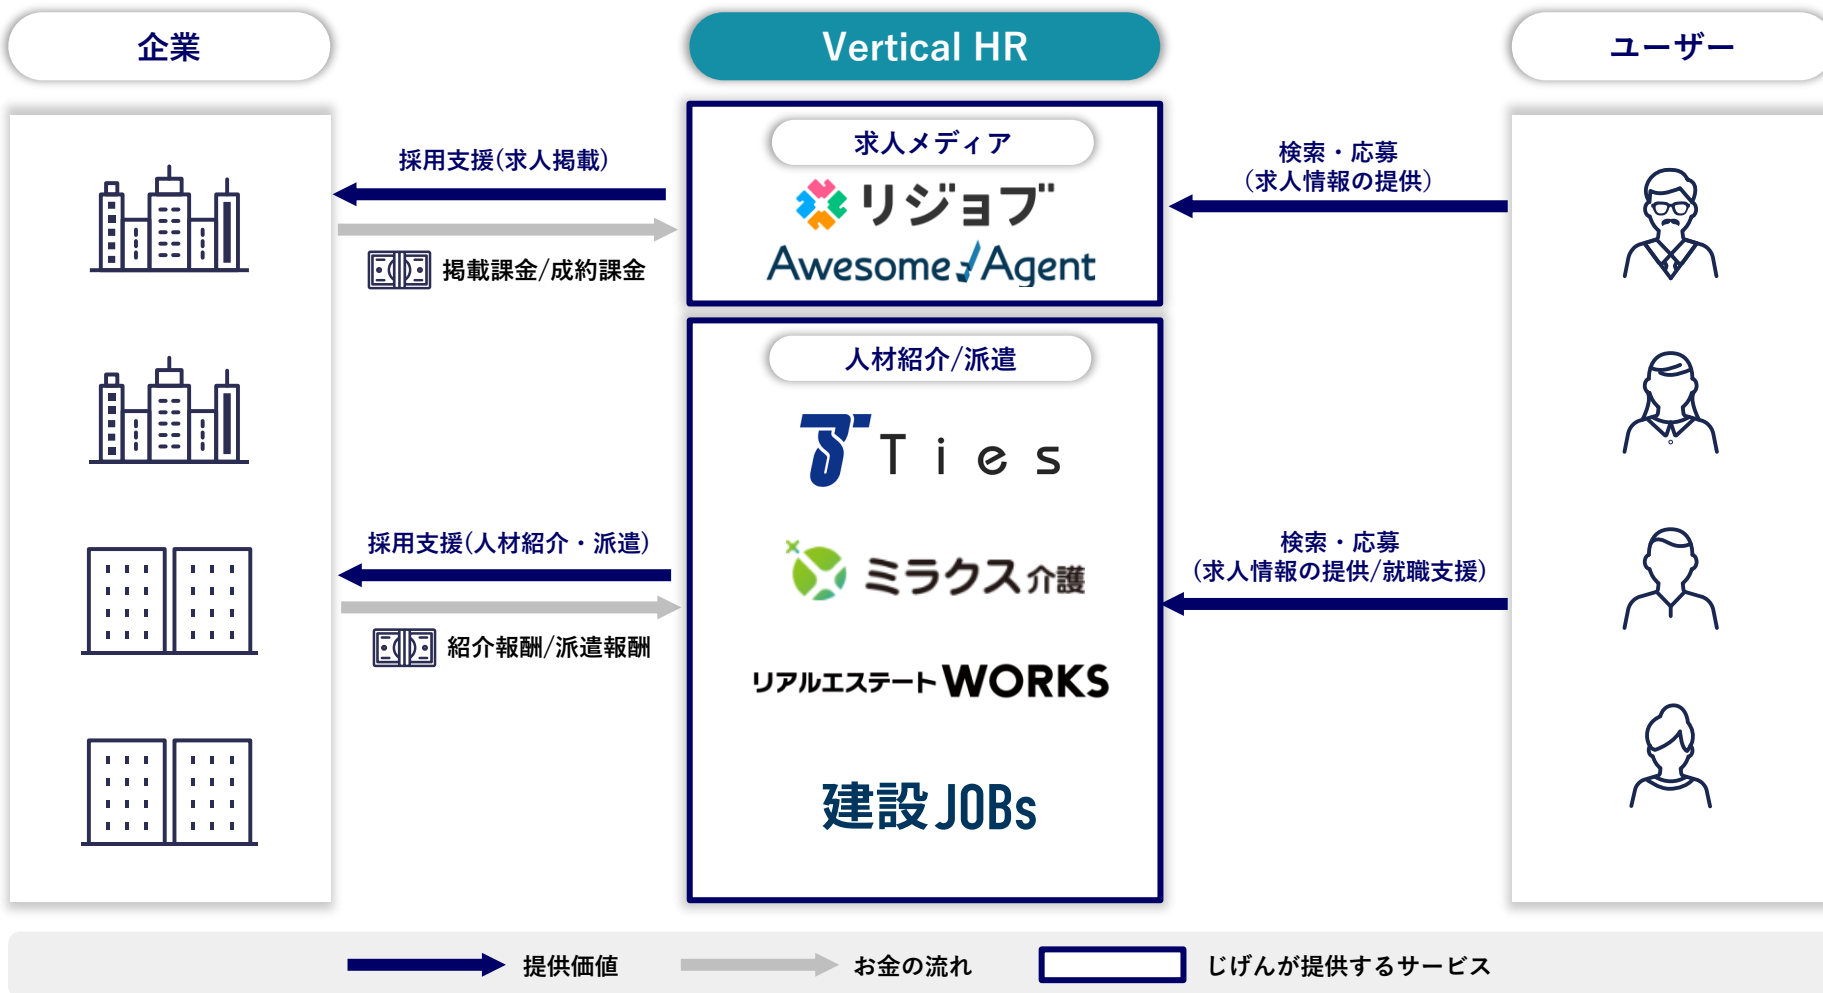 企業
Vertical HR
ユーザー
採用支援(求人掲載)
掲載課金/成約課金
求人メディア
リジョブ
Awesome Agent
検索・応募
(求人情報の提供)
採用支援(人材紹介・派遣)
紹介報酬/派遣報酬
人材紹介/派遣
Ties
ミラクス介護
リアルエステートWORKS
建設JOBs
検索・応募
(求人情報の提供/就職支援)
提供価値
お金の流れ
じげんが提供するサービス